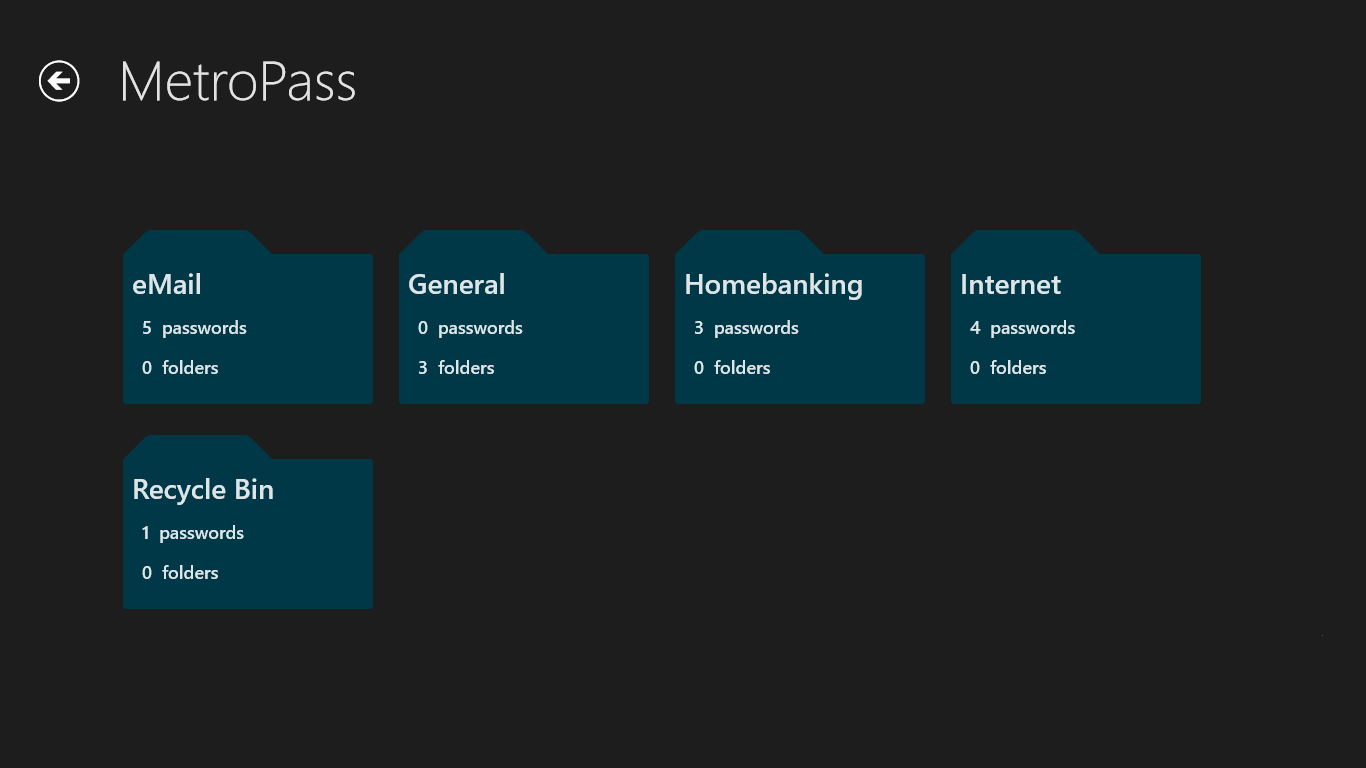 MetroPass
eMail
5 passwords
0 folders
General
0 passwords
3 folders
Homebanking
3 passwords
0 folders
Internet
4 passwords
0 folders
Recycle Bin
1 passwords
0 folders